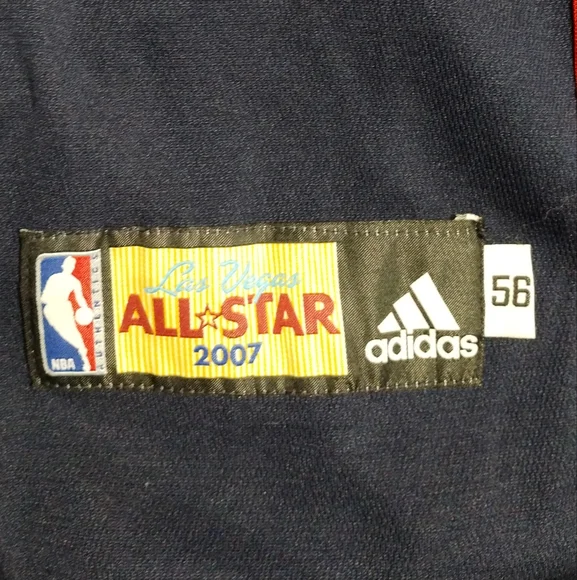 NBA
AUTHENTICS
Las Vegas
ALL★STAR
2007
adidas
56